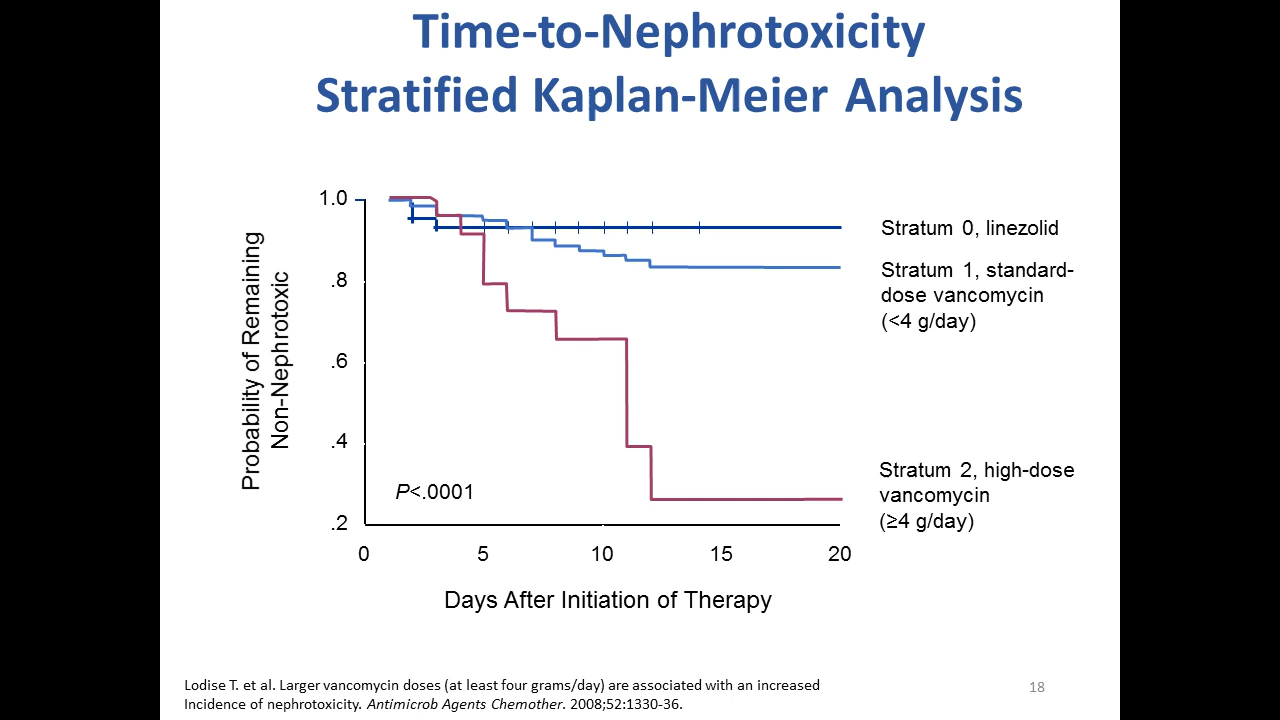 Time-to-Nephrotoxicity
Stratified Kaplan-Meier Analysis
Probability of Remaining
Non-Nephrotoxic
1.0
.8
.6
.4
.2
P<.0001
0 5 10 15 20
Days After Initiation of Therapy
Stratum 0, linezolid
Stratum 1, standard-
dose vancomycin
(<4 g/day)
Stratum 2, high-dose
vancomycin
(≥4 g/day)
Lodise T. et al. Larger vancomycin doses (at least four grams/day) are associated with an increased
Incidence of nephrotoxicity. Antimicrob Agents Chemother. 2008;52:1330-36.
18